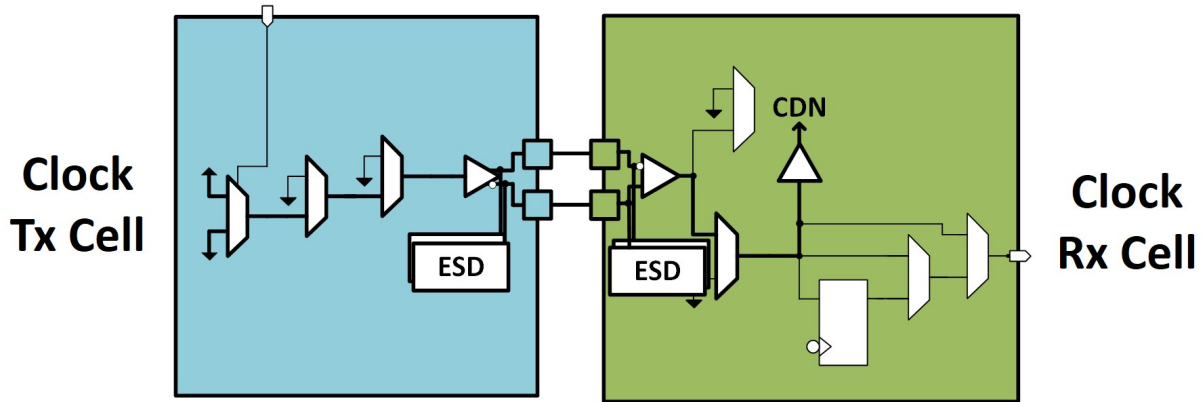 Clock
Tx Cell
ESD
ESD
CDN
Clock
Rx Cell